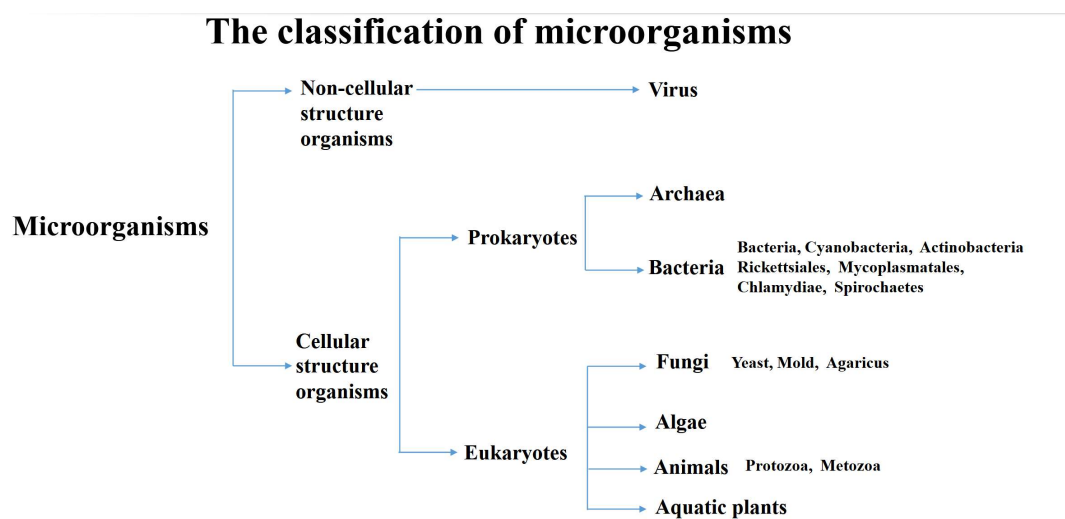 The classification of microorganisms
Non-cellular
structure
organisms
Virus
Microorganisms
Archaea
Prokaryotes
Bacteria
Bacteria, Cyanobacteria, Actinobacteria
Rickettsiales, Mycoplasmatales,
Chlamydiae, Spirochaetes
Cellular
structure
organisms
Fungi
Yeast, Mold, Agaricus
Algae
Eukaryotes
Animals
Protozoa, Metozoa
Aquatic plants